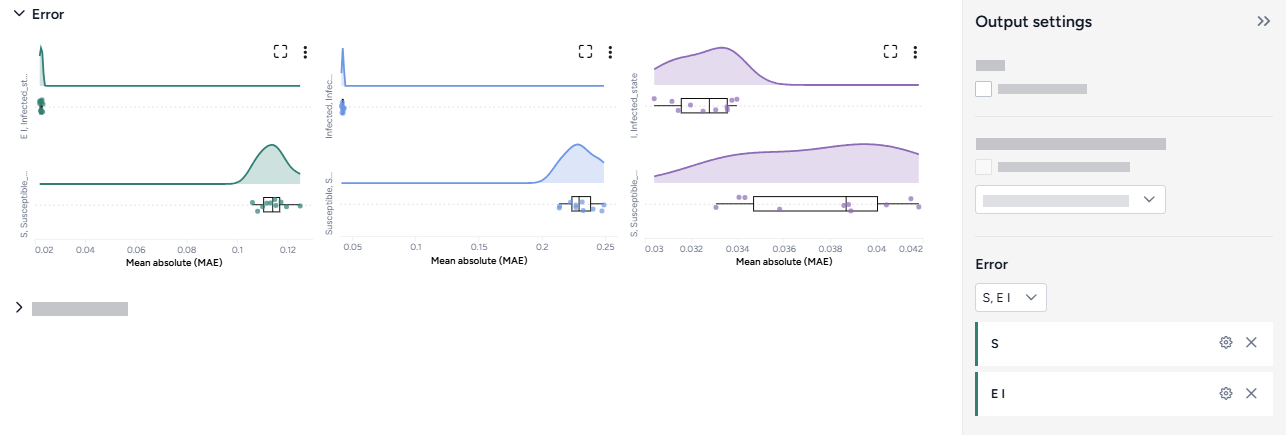 Error
E I, Infected_st...
S, Susceptible_...
0.02 0.04 0.06 0.08 0.1 0.12
Mean absolute (MAE)
Infected, Infec...
Susceptible, S...
0.05 0.1 0.15 0.2 0.25
Mean absolute (MAE)
I, Infected_state
S, Susceptible_...
0.03 0.032 0.034 0.036 0.038 0.04 0.042
Mean absolute (MAE)
Output settings
Error
S, E I
S
E I